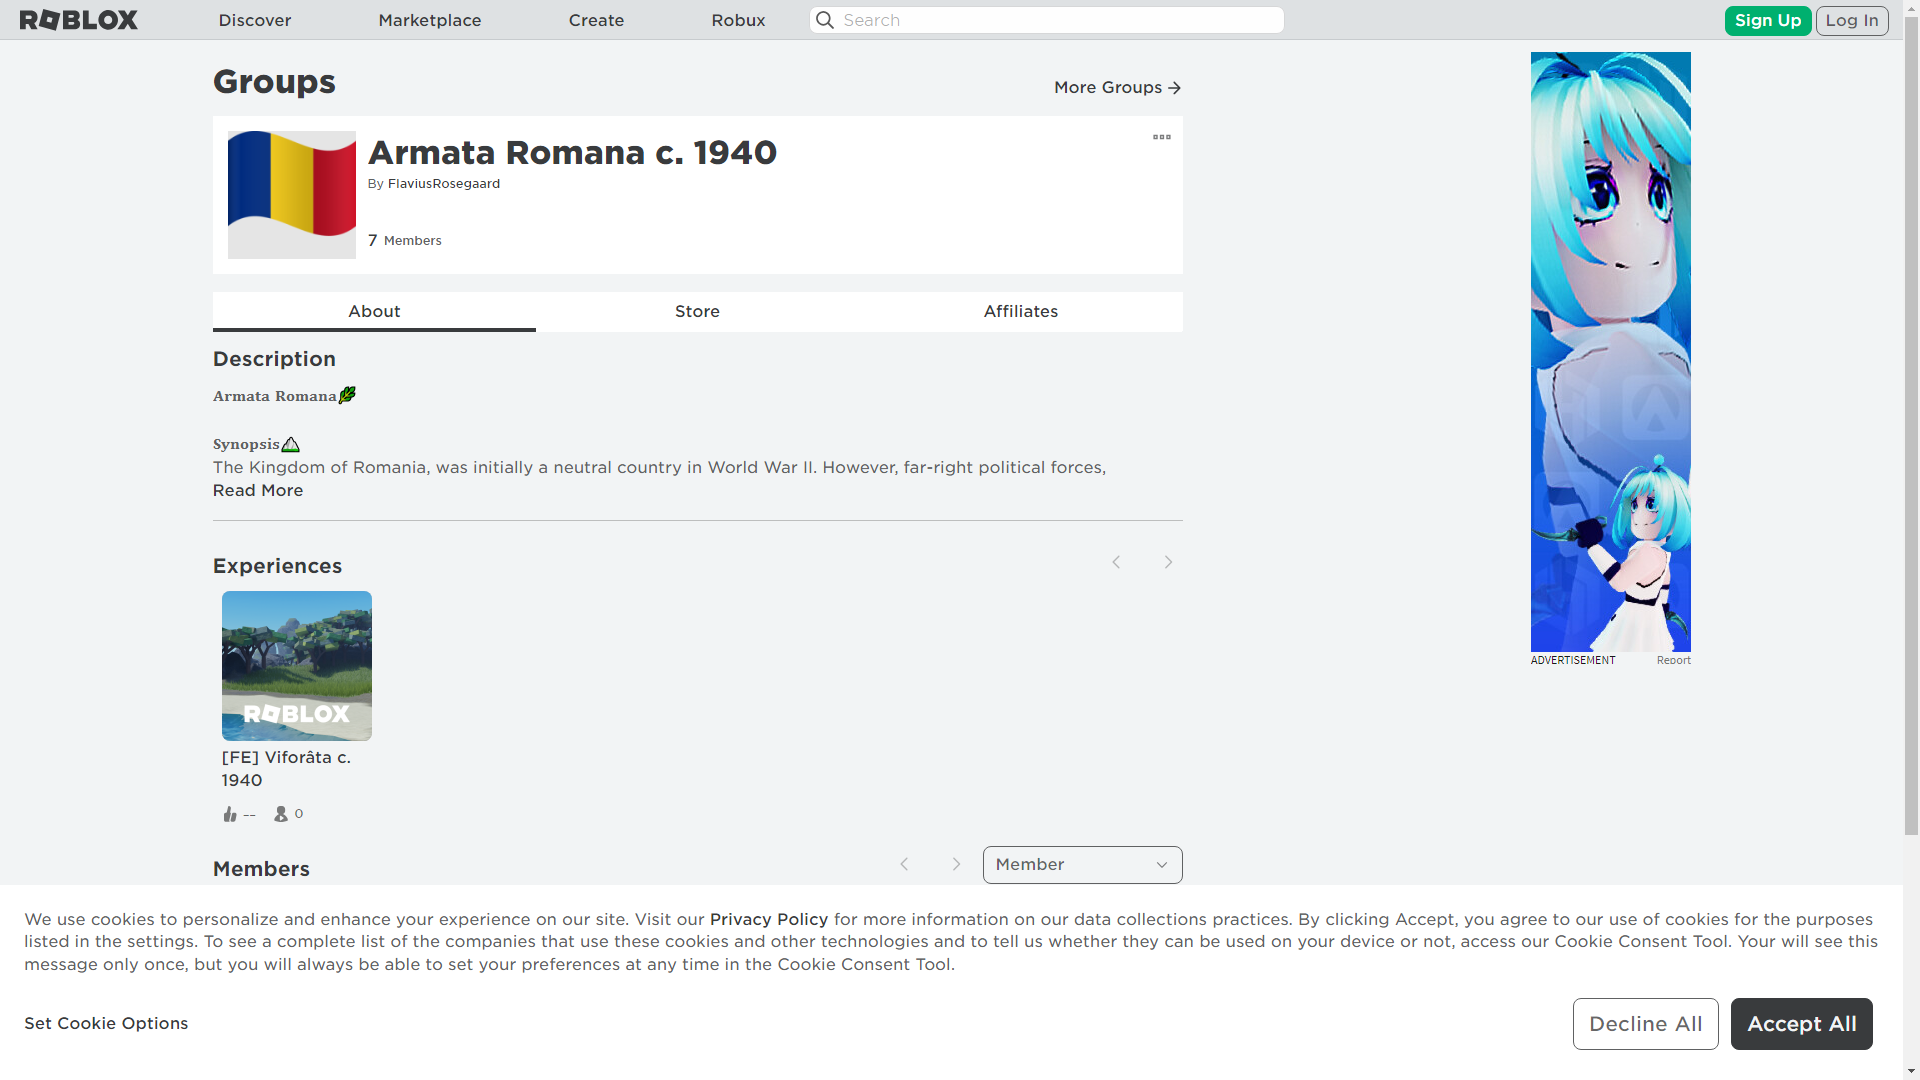 ROBLOX
Discover
Marketplace
Create
Robux
Search
Sign Up
Log In
Groups
More Groups
Armata Romana c. 1940
By FlaviusRosegaard
7 Members
About
Store
Affiliates
Description
Armata Romana
Synopsis
The Kingdom of Romania, was initially a neutral country in World War II. However, far-right political forces,
Read More
Experiences
ROBLOX
[FE] Viforâta c.
1940
--
0
ADVERTISEMENT
Report
Members
Member
We use cookies to personalize and enhance your experience on our site. Visit our Privacy Policy for more information on our data collections practices. By clicking Accept, you agree to our use of cookies for the purposes
listed in the settings. To see a complete list of the companies that use these cookies and other technologies and to tell us whether they can be used on your device or not, access our Cookie Consent Tool. Your will see this
message only once, but you will always be able to set your preferences at any time in the Cookie Consent Tool.
Set Cookie Options
Decline All
Accept All